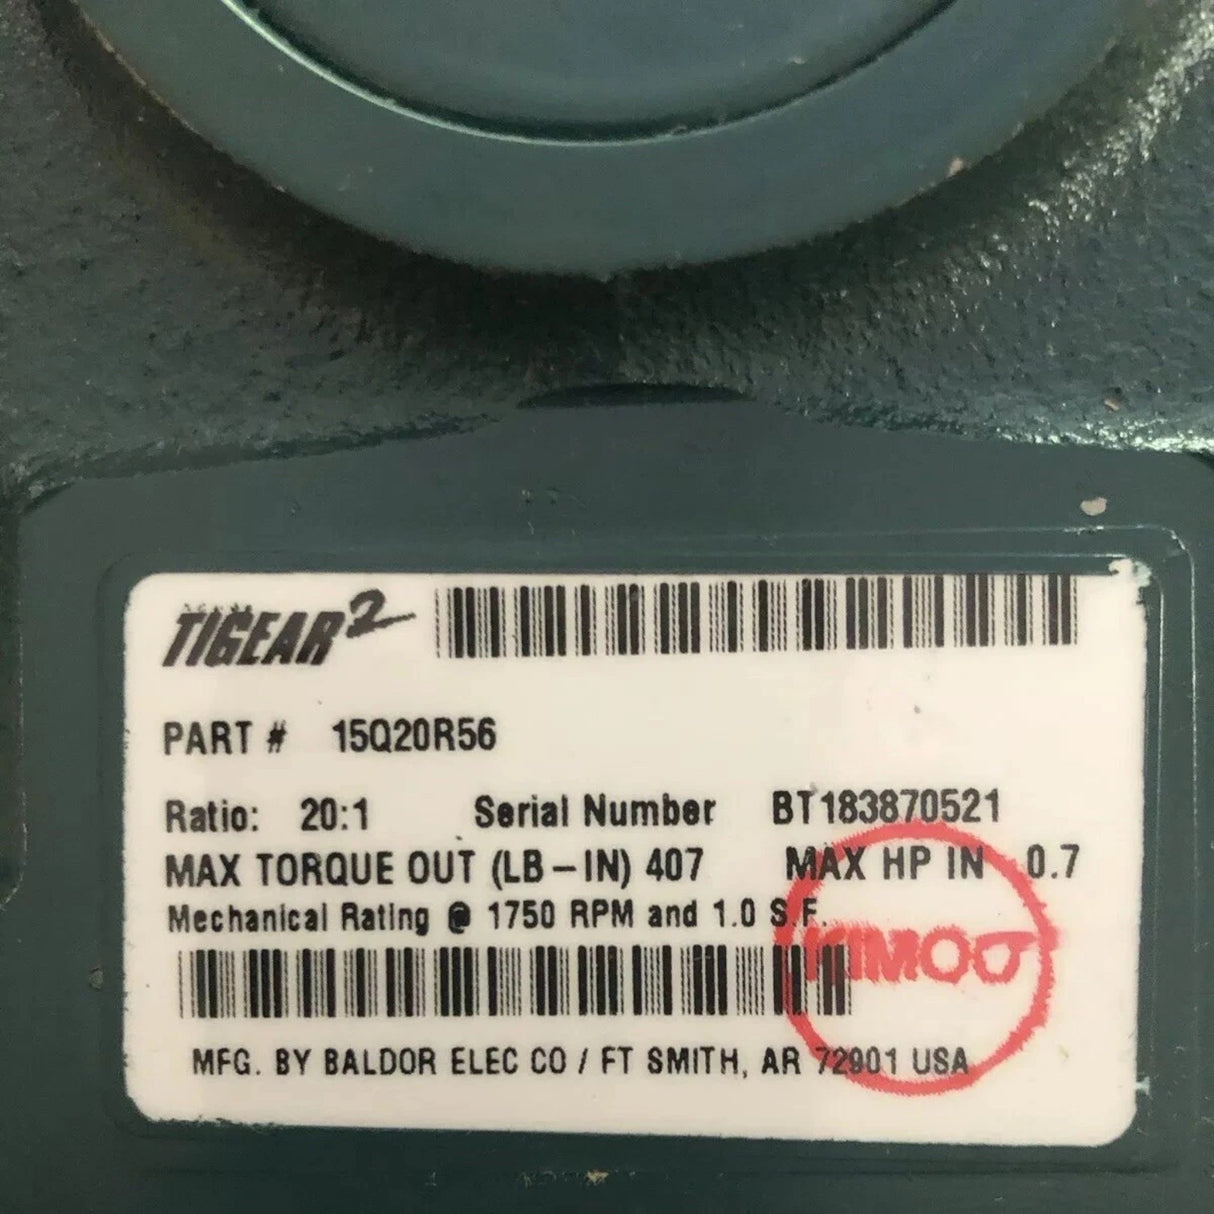 TIGEAR2
PART # 15Q20R56
Ratio: 20:1 Serial Number BT183870521
MAX TORQUE OUT (LB-IN) 407 MAX HP IN 0.7
Mechanical Rating @ 1750 RPM and 1.0 S.F.
MFG. BY BALDOR ELEC CO / FT SMITH, AR 72901 USA